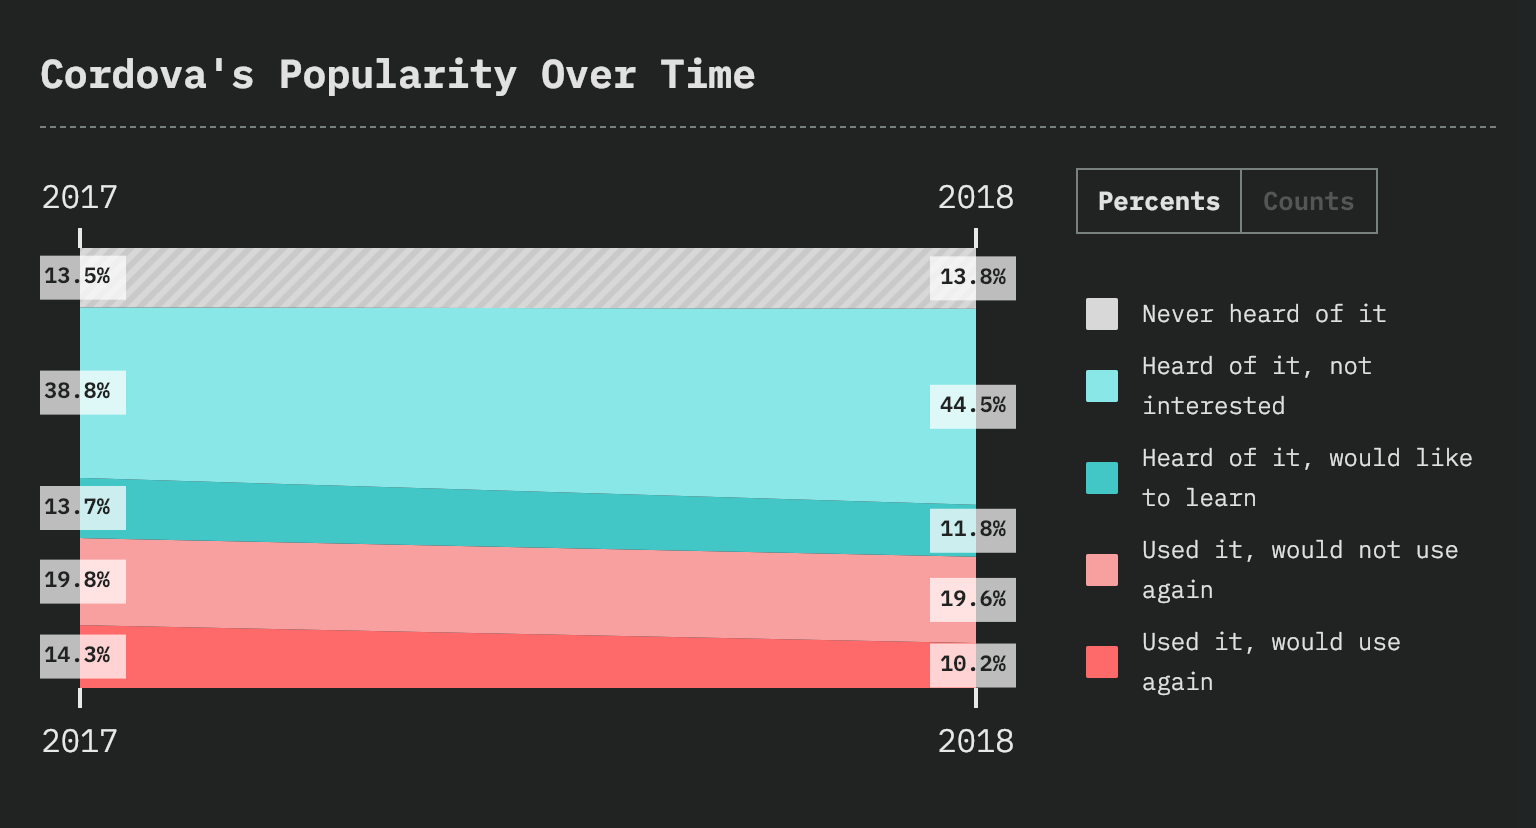 Cordova's Popularity Over Time
2017
2018
Percents
Counts
13.5%
13.8%
38.8%
44.5%
13.7%
11.8%
19.8%
19.6%
14.3%
10.2%
2017
2018
Never heard of it
Heard of it, not
interested
Heard of it, would like
to learn
Used it, would not use
again
Used it, would use
again